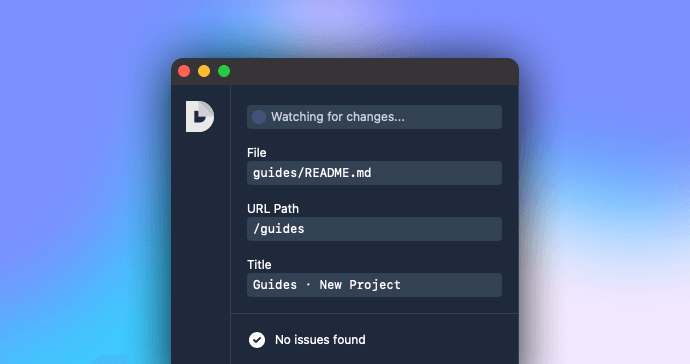 Watching for changes...
File
guides/README.md
URL Path
/guides
Title
Guides · New Project
No issues found